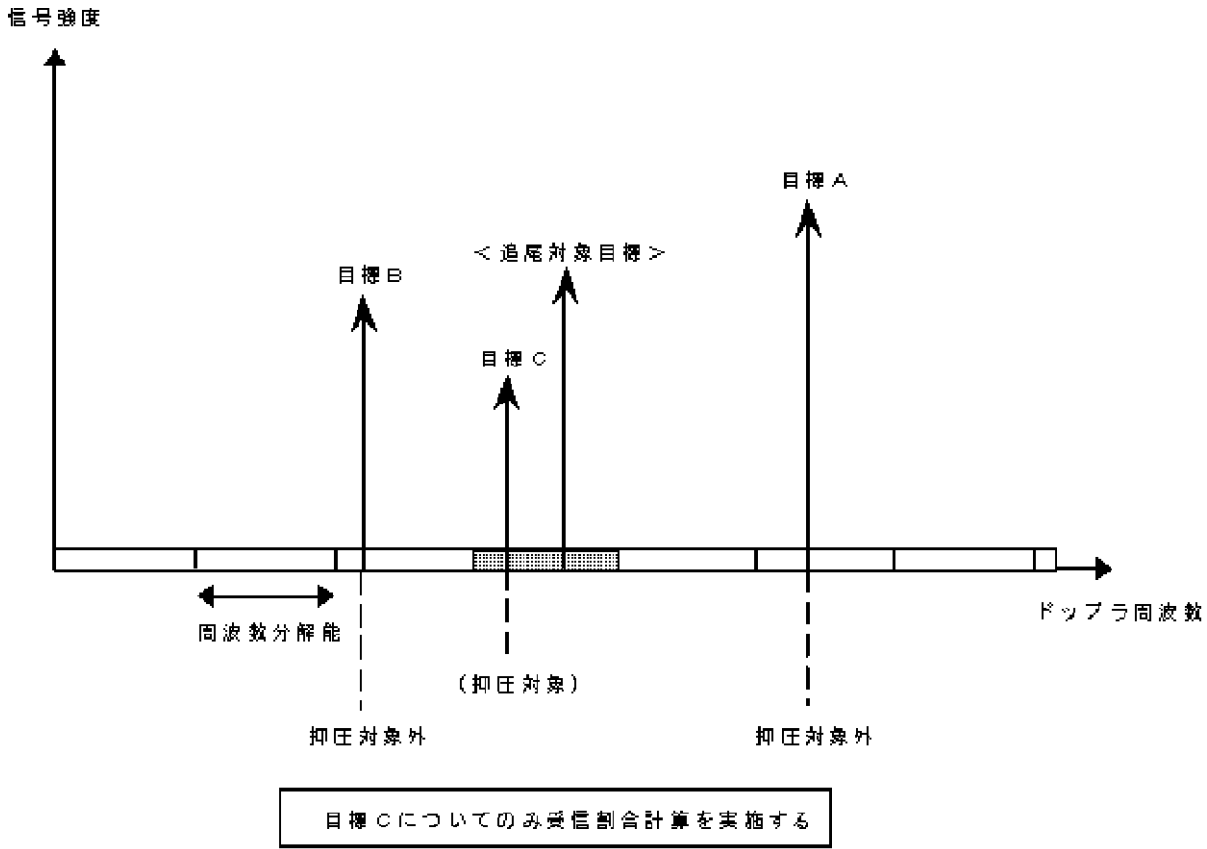 信号強度
目標A
＜追尾対象目標＞
目標B
目標C
ドップラ周波数
周波数分解能
(抑圧対象)
抑圧対象外
抑圧対象外
目標Cについてのみ受信割合計算を実施する